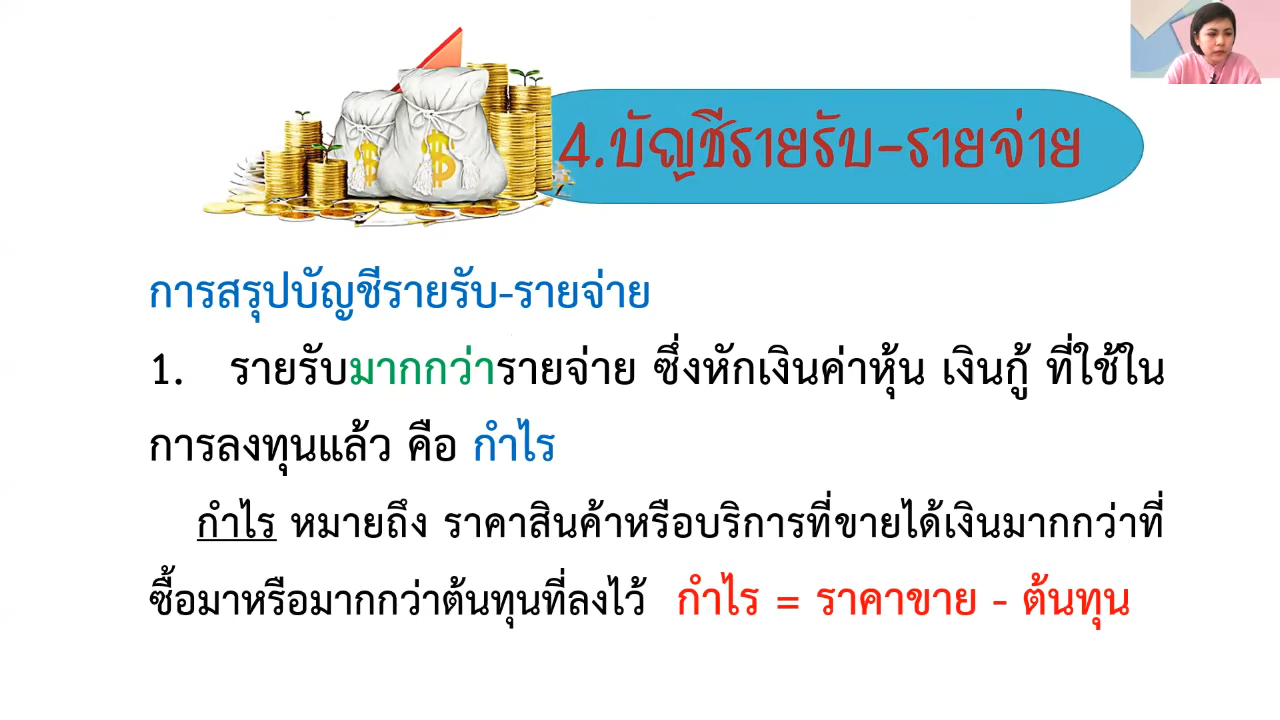 4.บัญชีรายรับ-รายจ่าย
การสรุปบัญชีรายรับ-รายจ่าย
1. รายรับมากกว่ารายจ่าย ซึ่งหักเงินค่าหุ้น เงินกู้ ที่ใช้ใน
การลงทุนแล้ว คือ กำไร
กำไร หมายถึง ราคาสินค้าหรือบริการที่ขายได้เงินมากกว่าที่
ซื้อมาหรือมากกว่าต้นทุนที่ลงไว้ กำไร = ราคาขาย - ต้นทุน